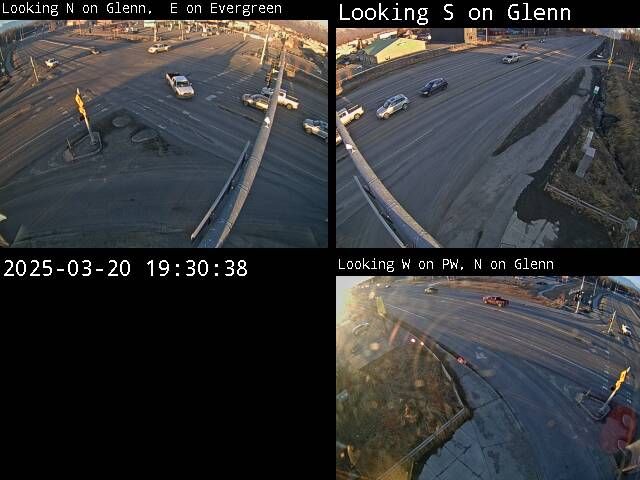 Looking N on Glenn,  E on Evergreen
Looking S on Glenn
2025-03-20 19:30:38
Looking W on PW, N on Glenn